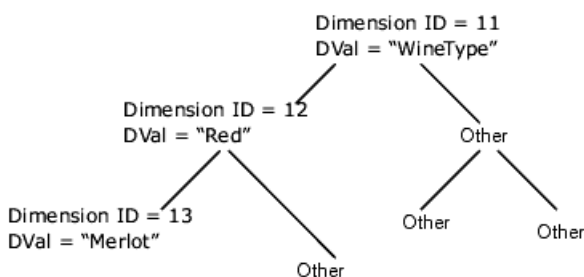 Dimension ID = 11
DVal = “WineType”
Dimension ID = 12
DVal = “Red”
Other
Dimension ID = 13
DVal = “Merlot”
Other
Other
Other